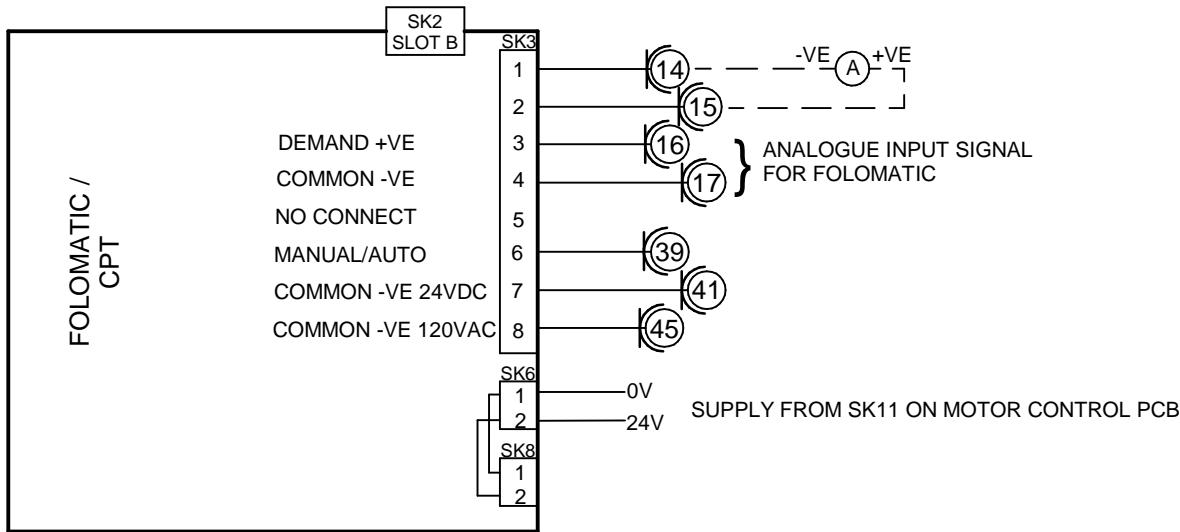 SK2
SLOT B
SK3
1 14 -VE A +VE
2 15
DEMAND +VE 3 16
ANALOGUE INPUT SIGNAL
FOR FOLOMATIC
COMMON -VE 4 17
NO CONNECT 5
MANUAL/AUTO 6 39
COMMON -VE 24VDC 7 41
COMMON -VE 120VAC 8 45
FOLOMATIC /
CPT
SK6
1 0V
2 24V
SUPPLY FROM SK11 ON MOTOR CONTROL PCB
SK8
1
2